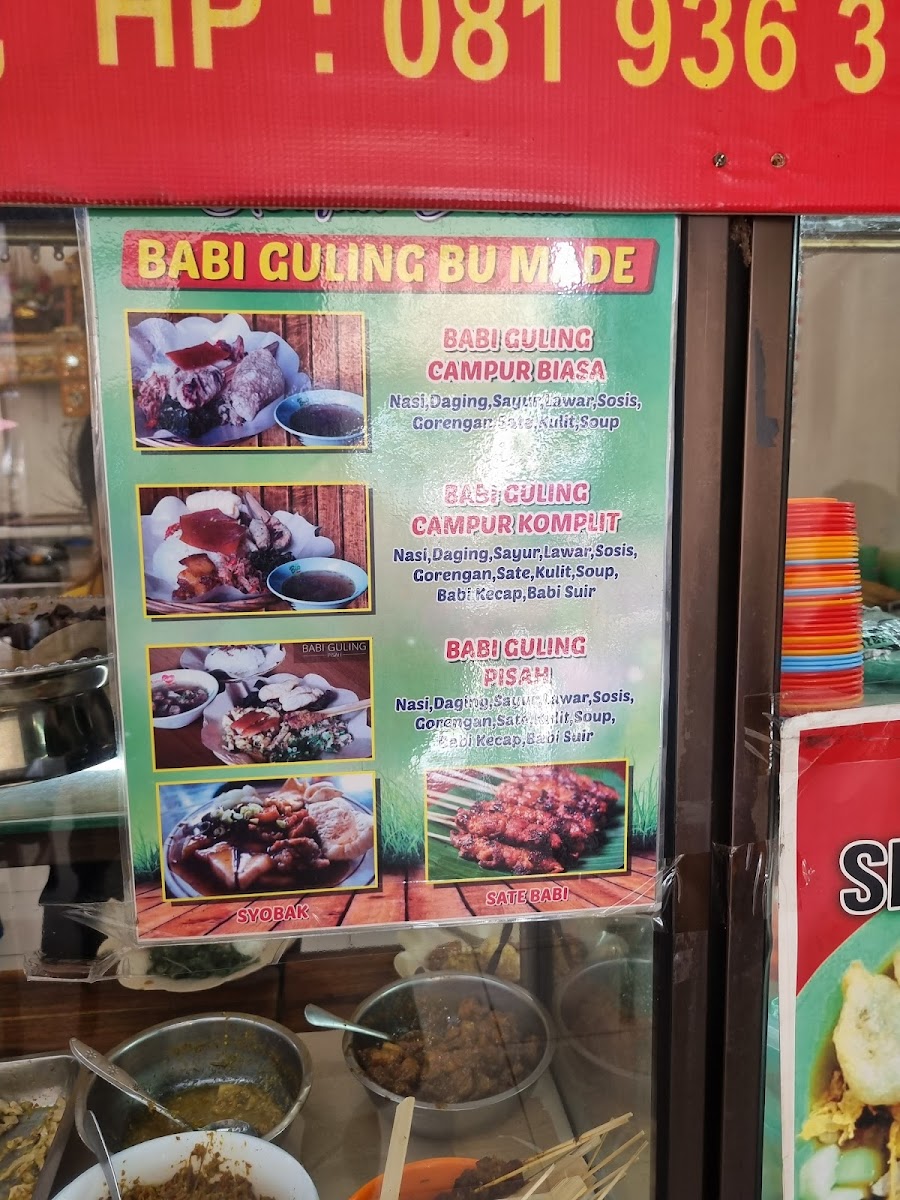 HP : 081 936 3
BABI GULING BU MADE
BABI GULING
CAMPUR BIASA
Nasi,Daging,Sayur,Lawar,Sosis,
Gorengan,Sate,Kulit,Soup
BABI GULING
CAMPUR KOMPLIT
Nasi,Daging,Sayur,Lawar,Sosis,
Gorengan,Sate,Kulit,Soup,
Babi Kecap,Babi Suir
BABI GULING
PISAH
BABI GULING
PISAH
Nasi,Daging,Sayur,Lawar,Sosis,
Gorengan,Sate,Kulit,Soup,
Babi Kecap,Babi Suir
SYOBAK
SATE BABI